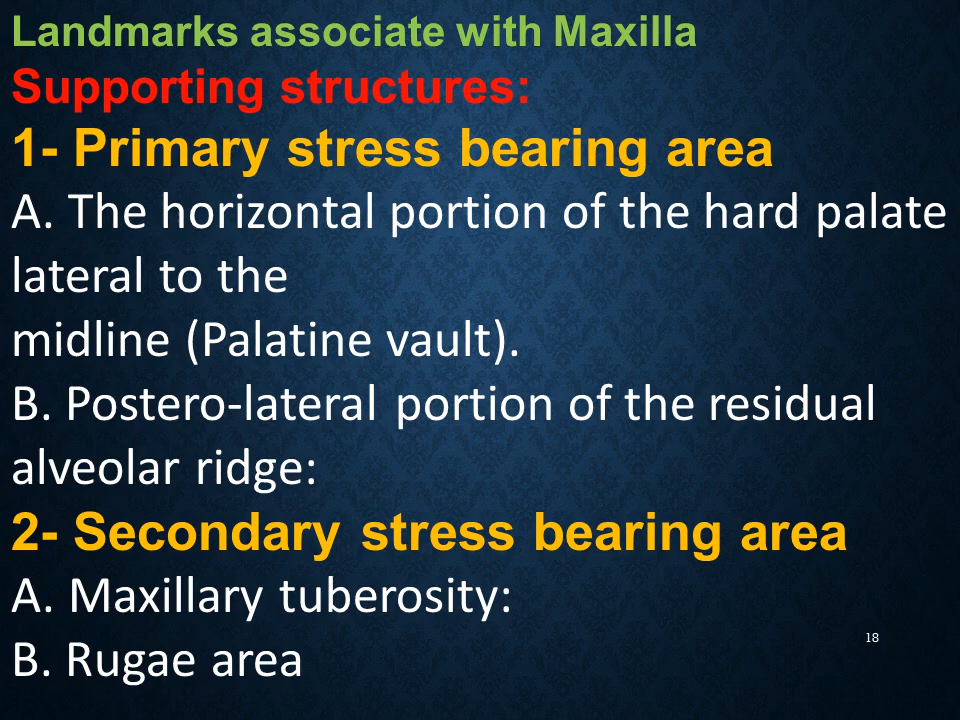 Landmarks associate with Maxilla
Supporting structures:
1- Primary stress bearing area
A. The horizontal portion of the hard palate
lateral to the
midline (Palatine vault).
B. Postero-lateral portion of the residual
alveolar ridge:
2- Secondary stress bearing area
A. Maxillary tuberosity:
B. Rugae area
18